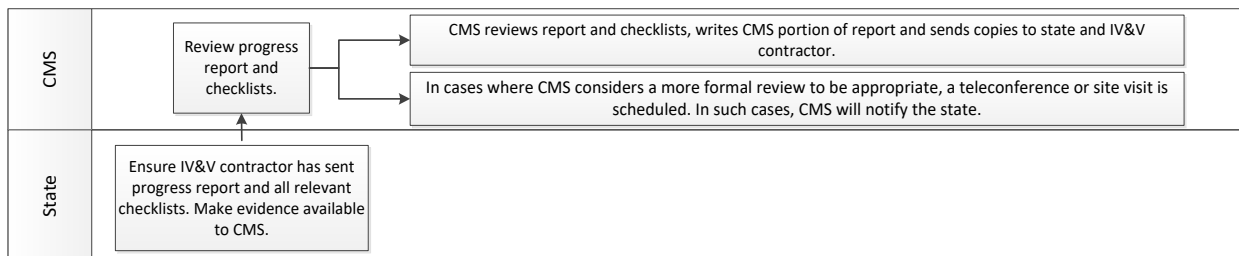 CMS
Review progress
report and
checklists.
CMS reviews report and checklists, writes CMS portion of report and sends copies to state and IV&V
contractor.
In cases where CMS considers a more formal review to be appropriate, a teleconference or site visit is
scheduled. In such cases, CMS will notify the state.
State
Ensure IV&V contractor has sent
progress report and all relevant
checklists. Make evidence available
to CMS.